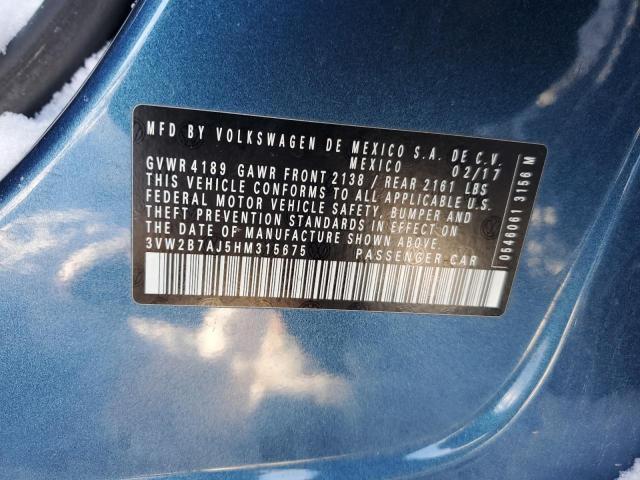 MFD BY VOLKSWAGEN DE MEXICO S.A. DE C.V.
MEXICO 02/17
GVWR 4189 GAWR FRONT 2138 / REAR 2161 LBS
THIS VEHICLE CONFORMS TO ALL APPLICABLE U.S.
FEDERAL MOTOR VEHICLE SAFETY, BUMPER AND
THEFT PREVENTION STANDARDS IN EFFECT ON
THE DATE OF MANUFACTURE SHOWN ABOVE.
3VW2B7AJ5HM315675 PASSENGER-CAR
0546061 3156 M